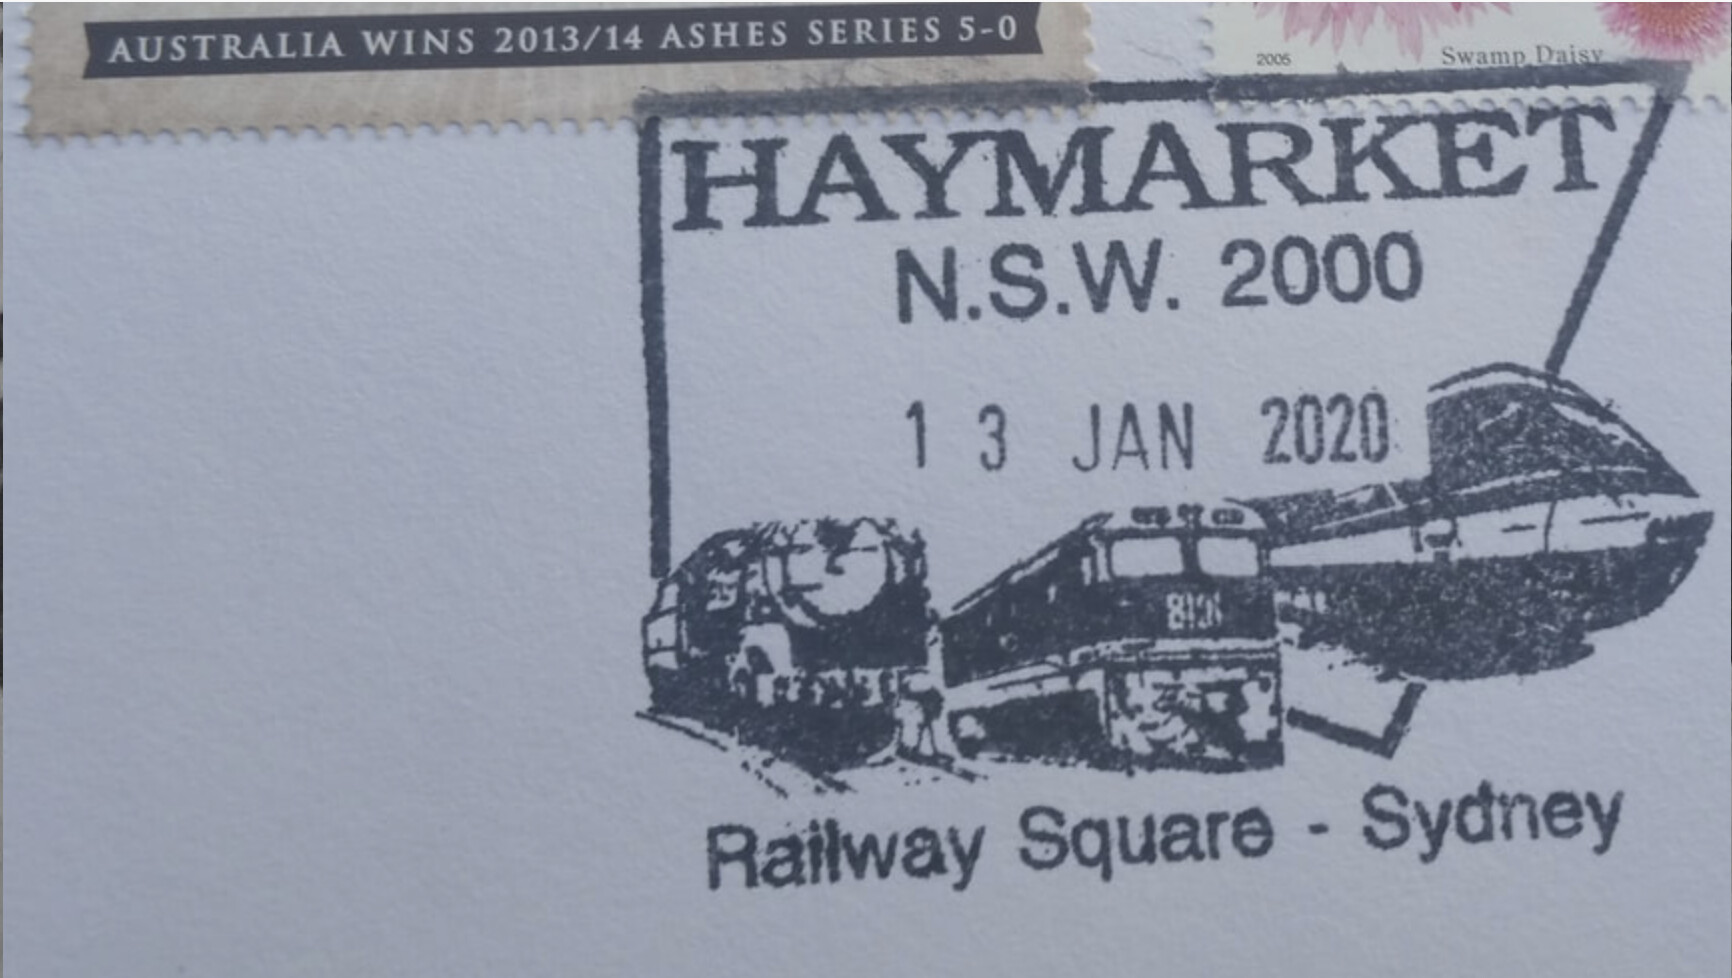 AUSTRALIA WINS 2013/14 ASHES SERIES 5-0
2005
Swamp Daisy
HAYMARKET
N.S.W. 2000
13 JAN 2020
Railway Square - Sydney